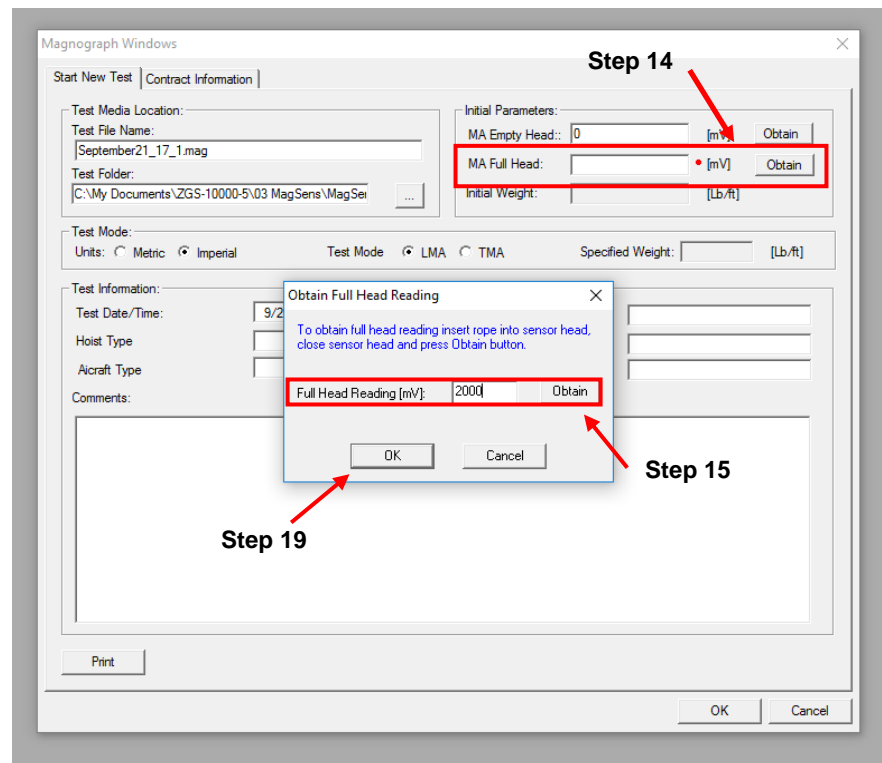 Magnograph Windows
Step 14
Start New Test Contract Information
Test Media Location:
Test File Name:
September21_17_1.mag
Test Folder:
C:\My Documents\ZGS-10000-5\03 MagSens\MagSe
...
Initial Parameters:
MA Empty Head:: 0 [mV] Obtain
MA Full Head: [mV] Obtain
Initial Weight: [Lb/ft]
Test Mode:
Units: Metric Imperial Test Mode LMA TMA Specified Weight: [Lb/ft]
Test Information:
Test Date/Time: 9/2
Hoist Type
Aicraft Type
Comments:
Obtain Full Head Reading
To obtain full head reading insert rope into sensor head,
close sensor head and press Obtain button.
Full Head Reading [mV]: 2000 Obtain
OK Cancel
Step 15
Step 19
Print
OK Cancel